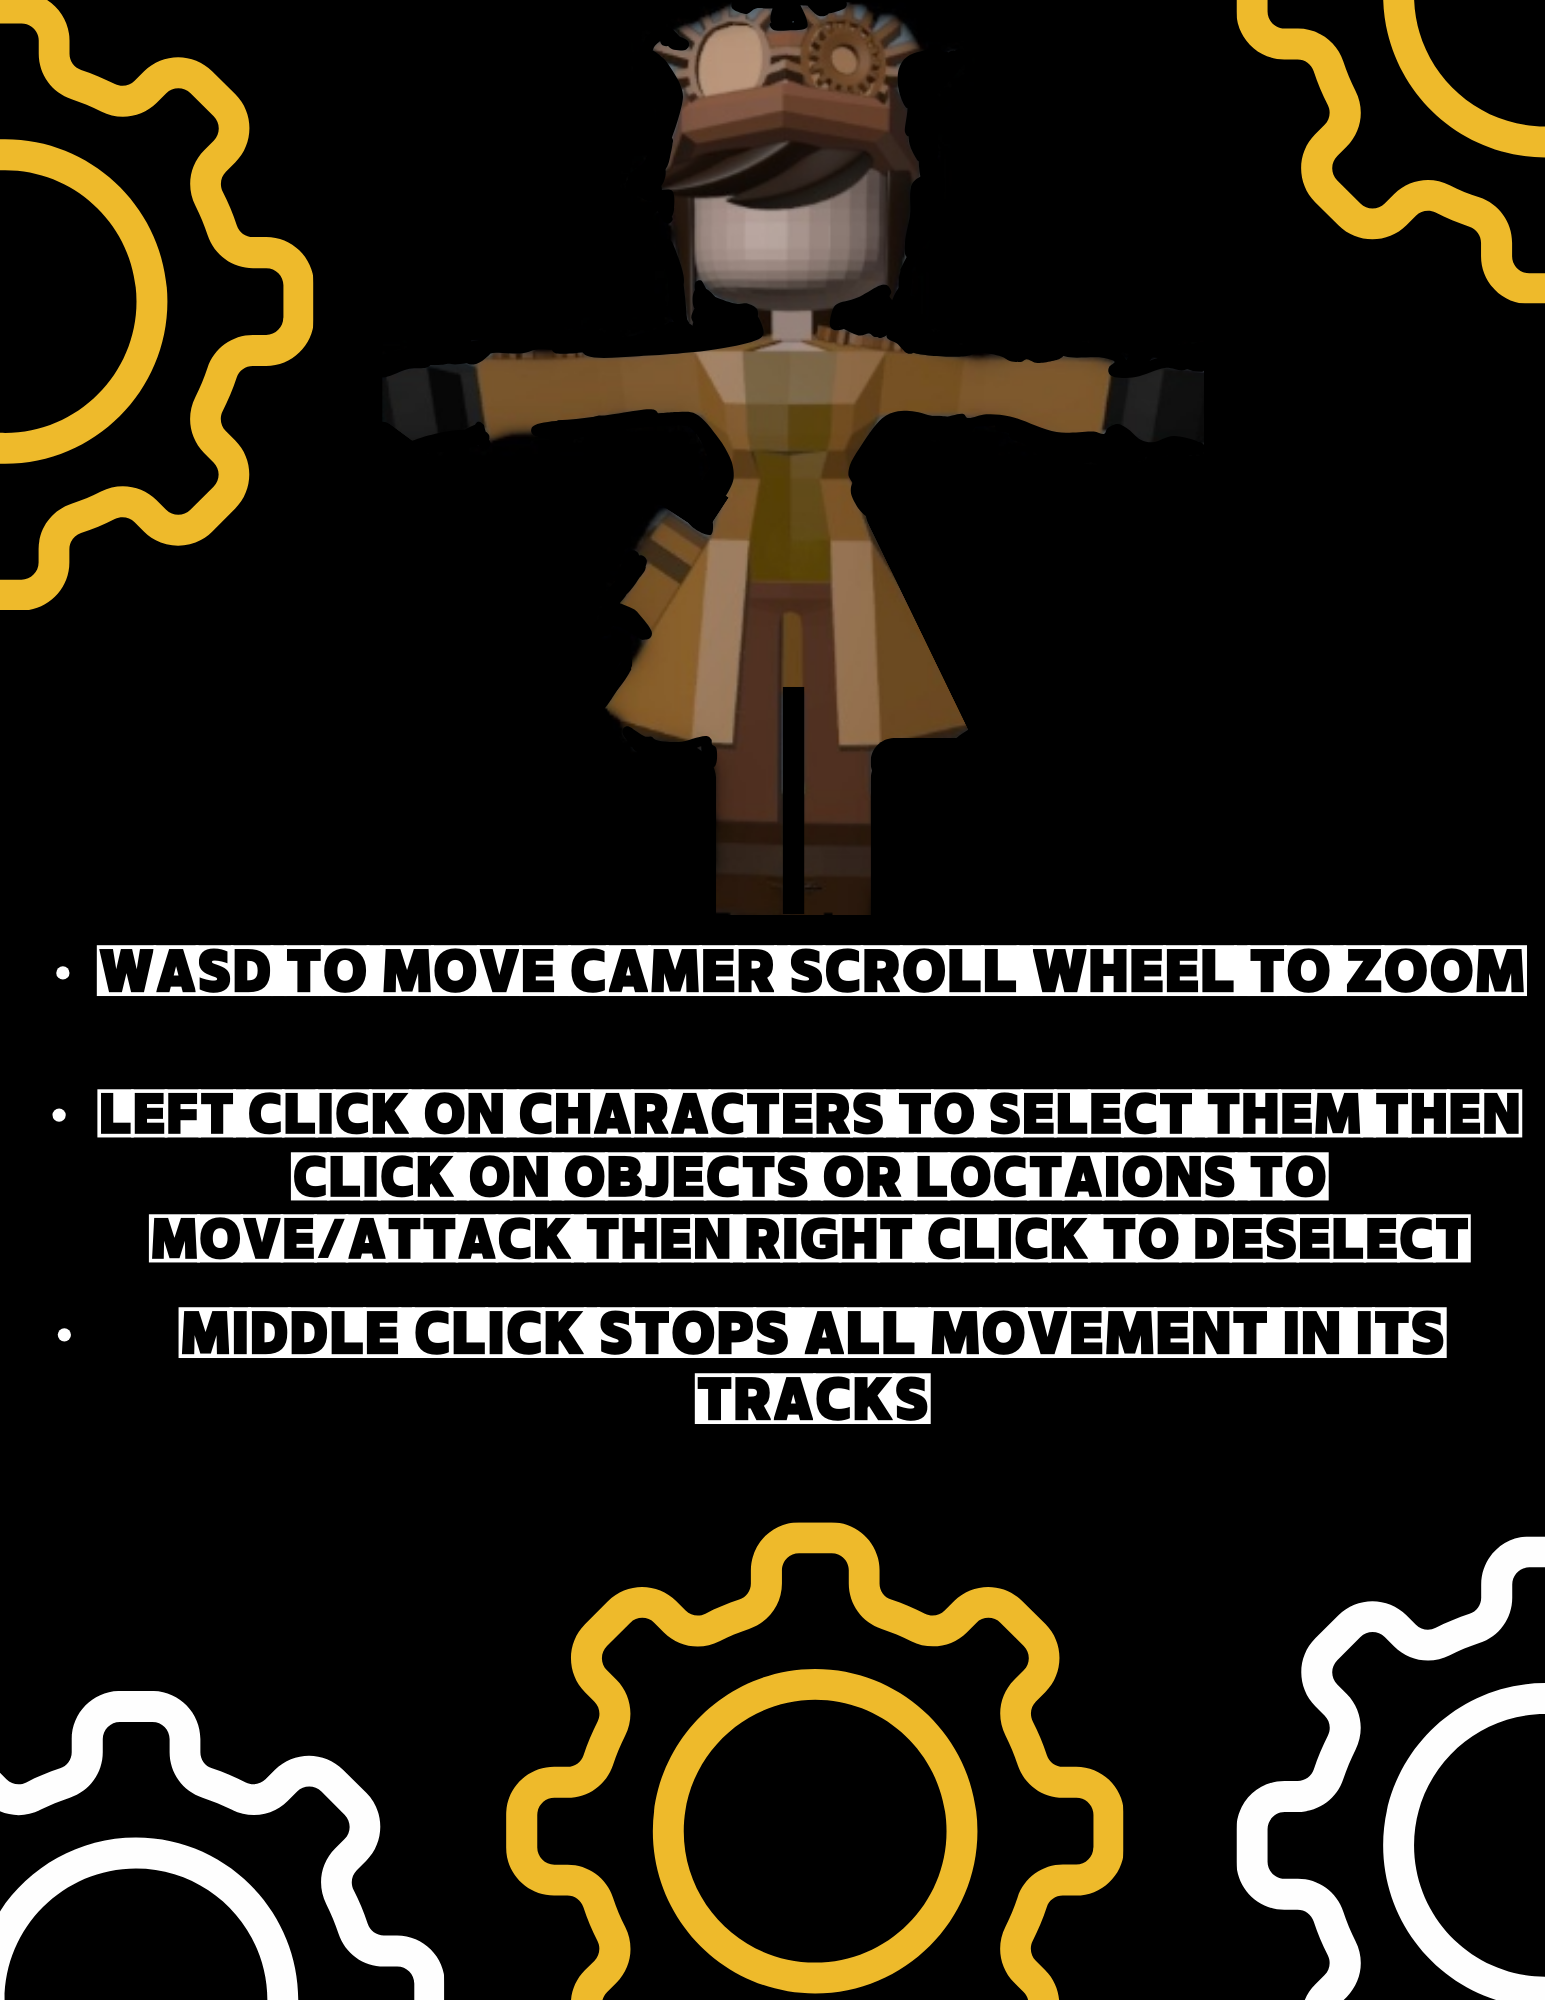 WASD TO MOVE CAMER SCROLL WHEEL TO ZOOM
LEFT CLICK ON CHARACTERS TO SELECT THEM THEN
CLICK ON OBJECTS OR LOCTAIONS TO
MOVE/ATTACK THEN RIGHT CLICK TO DESELECT
MIDDLE CLICK STOPS ALL MOVEMENT IN ITS
TRACKS